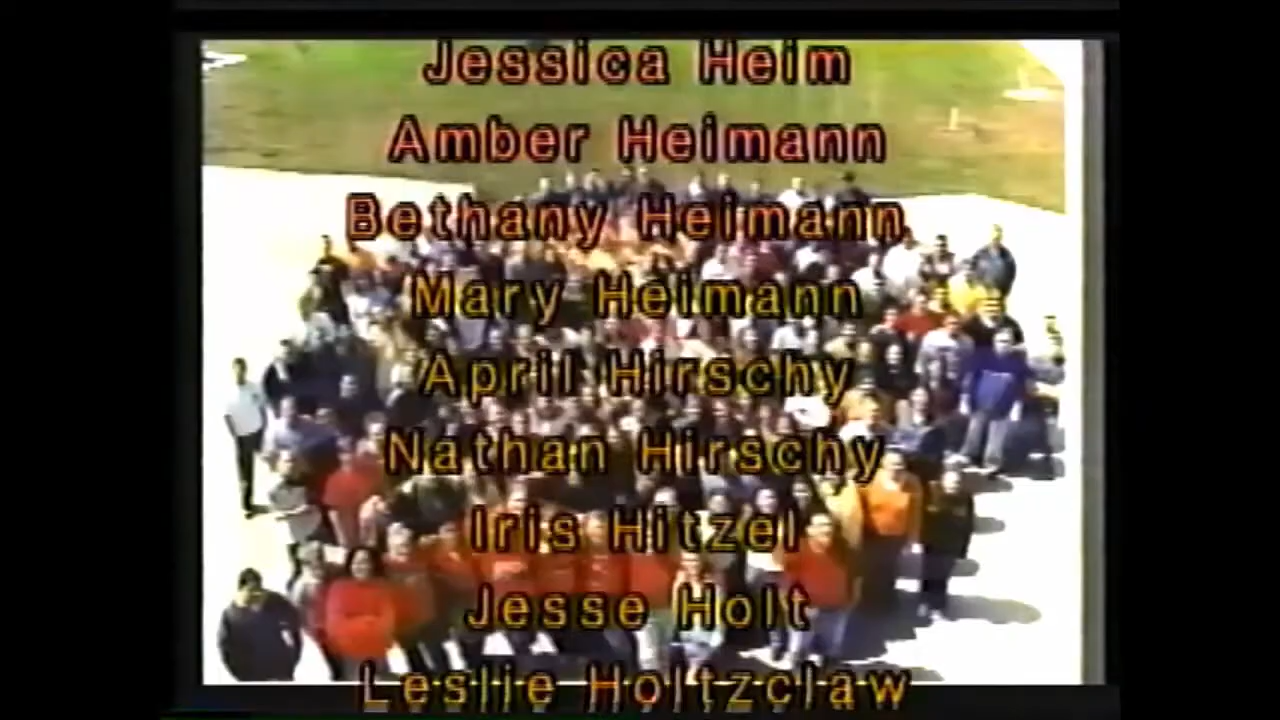 Jessica Heim
Amber Heimann
Bethany Heimann
Mary Heimann
April Hirschy
Nathan Hirschy
Iris Hitzel
Jesse Holt
Leslie Holtzclaw